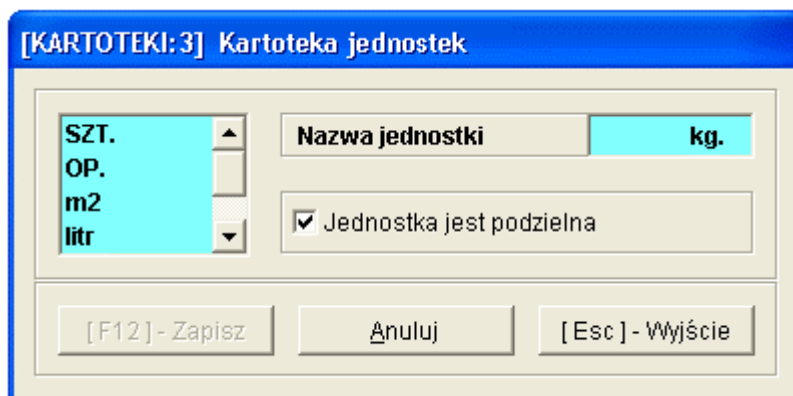 [KARTOTEKI:3] Kartoteka jednostek
SZT.
OP.
m2
litr
Nazwa jednostki
kg.
Jednostka jest podzielna
[F12] - Zapisz
Anuluj
[Esc] - Wyjście